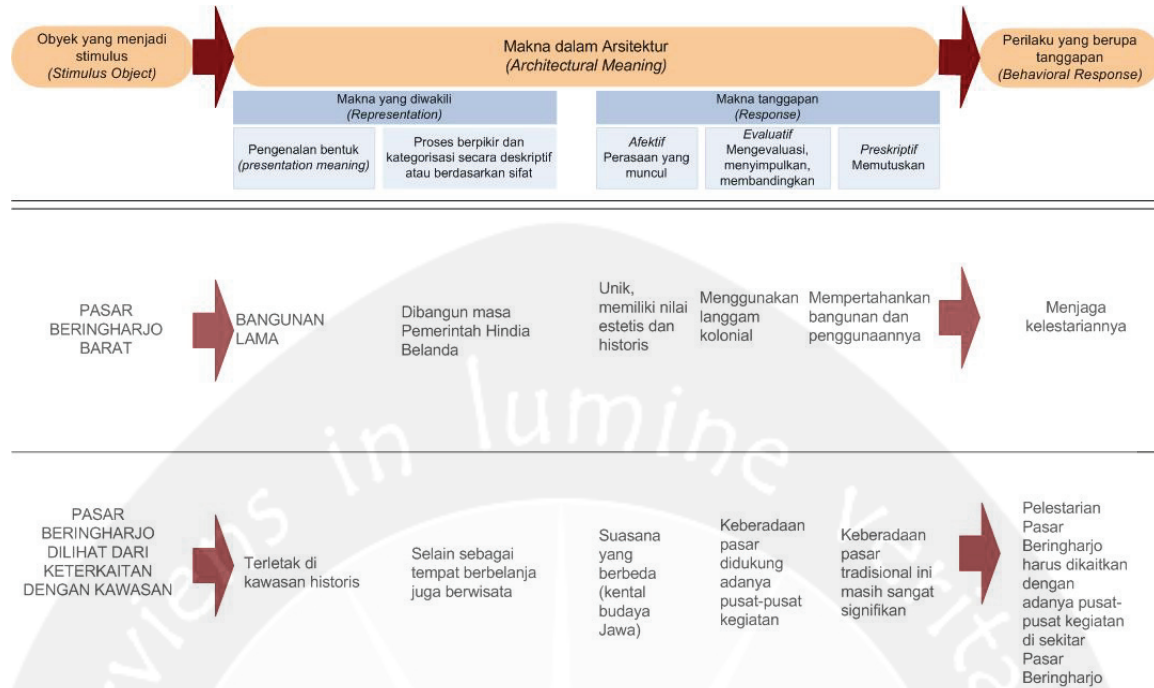 Obyek yang menjadi
stimulus
(Stimulus Object)
Makna dalam Arsitektur
(Architectural Meaning)
Perilaku yang berupa
tanggapan
(Behavioral Response)
Makna yang diwakili
(Representation)
Makna tanggapan
(Response)
Pengenalan bentuk
(presentation meaning)
Proses berpikir dan
kategorisasi secara deskriptif
atau berdasarkan sifat
Afektif
Perasaan yang
muncul
Evaluatif
Mengevaluasi,
menyimpulkan,
membandingkan
Preskriptif
Memutuskan
PASAR
BERINGHARJO
BARAT
BANGUNAN
LAMA
Dibangun masa
Pemerintah Hindia
Belanda
Unik,
memiliki nilai
estetis dan
historis
Menggunakan
langgam
kolonial
Mempertahankan
bangunan dan
penggunaannya
Menjaga
kelestariannya
PASAR
BERINGHARJO
DILIHAT DARI
KETERKAITAN
DENGAN KAWASAN
Terletak di
kawasan historis
Selain sebagai
tempat berbelanja
juga berwisata
Suasana
yang
berbeda
(kental
budaya
Jawa)
Keberadaan
pasar
didukung
adanya
pusat-pusat
kegiatan
Keberadaan
pasar
tradisional ini
masih sangat
signifikan
Pelestarian
Pasar
Beringharjo
harus dikaitkan
dengan
adanya pusat-
pusat kegiatan
di sekitar
Pasar
Beringharjo
viens in lumine verita